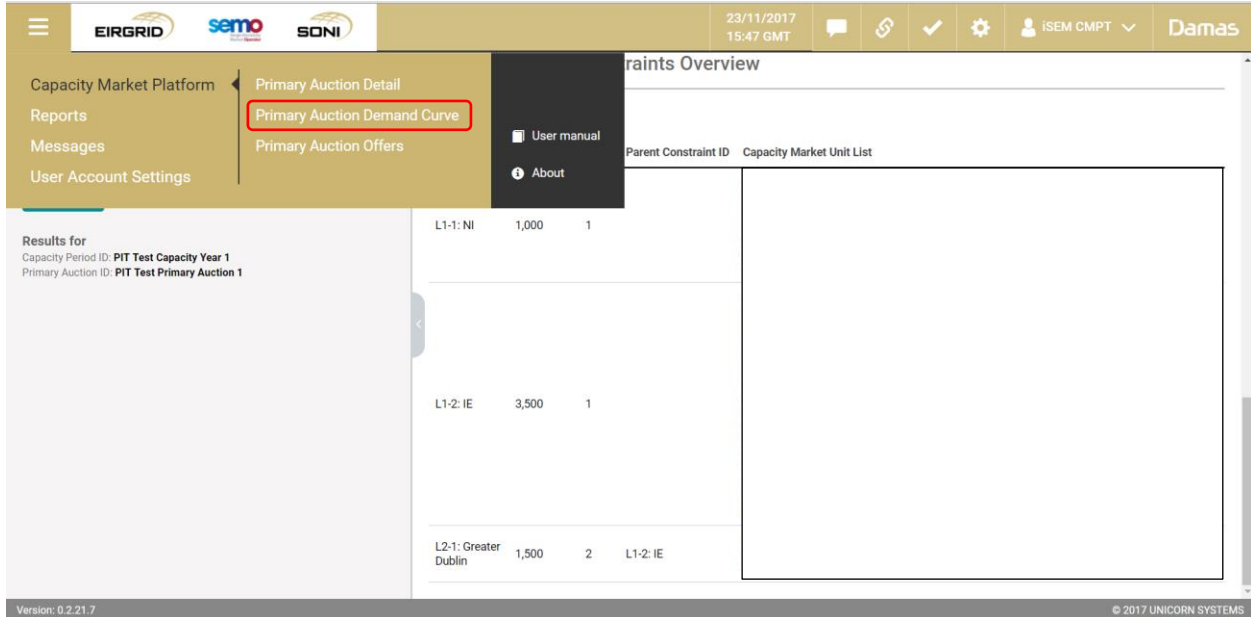 EIRGRID semo SONI
23/11/2017
15:47 GMT
iSEM CMPT
Damas
Capacity Market Platform
Reports
Messages
User Account Settings
Primary Auction Detail
Primary Auction Demand Curve
Primary Auction Offers
User manual
About
raints Overview
Parent Constraint ID Capacity Market Unit List
Results for
Capacity Period ID: PIT Test Capacity Year 1
Primary Auction ID: PIT Test Primary Auction 1
L1-1: NI 1,000 1
L1-2: IE 3,500 1
L2-1: Greater
Dublin 1,500 2 L1-2: IE
Version: 0.2.21.7
© 2017 UNICORN SYSTEMS